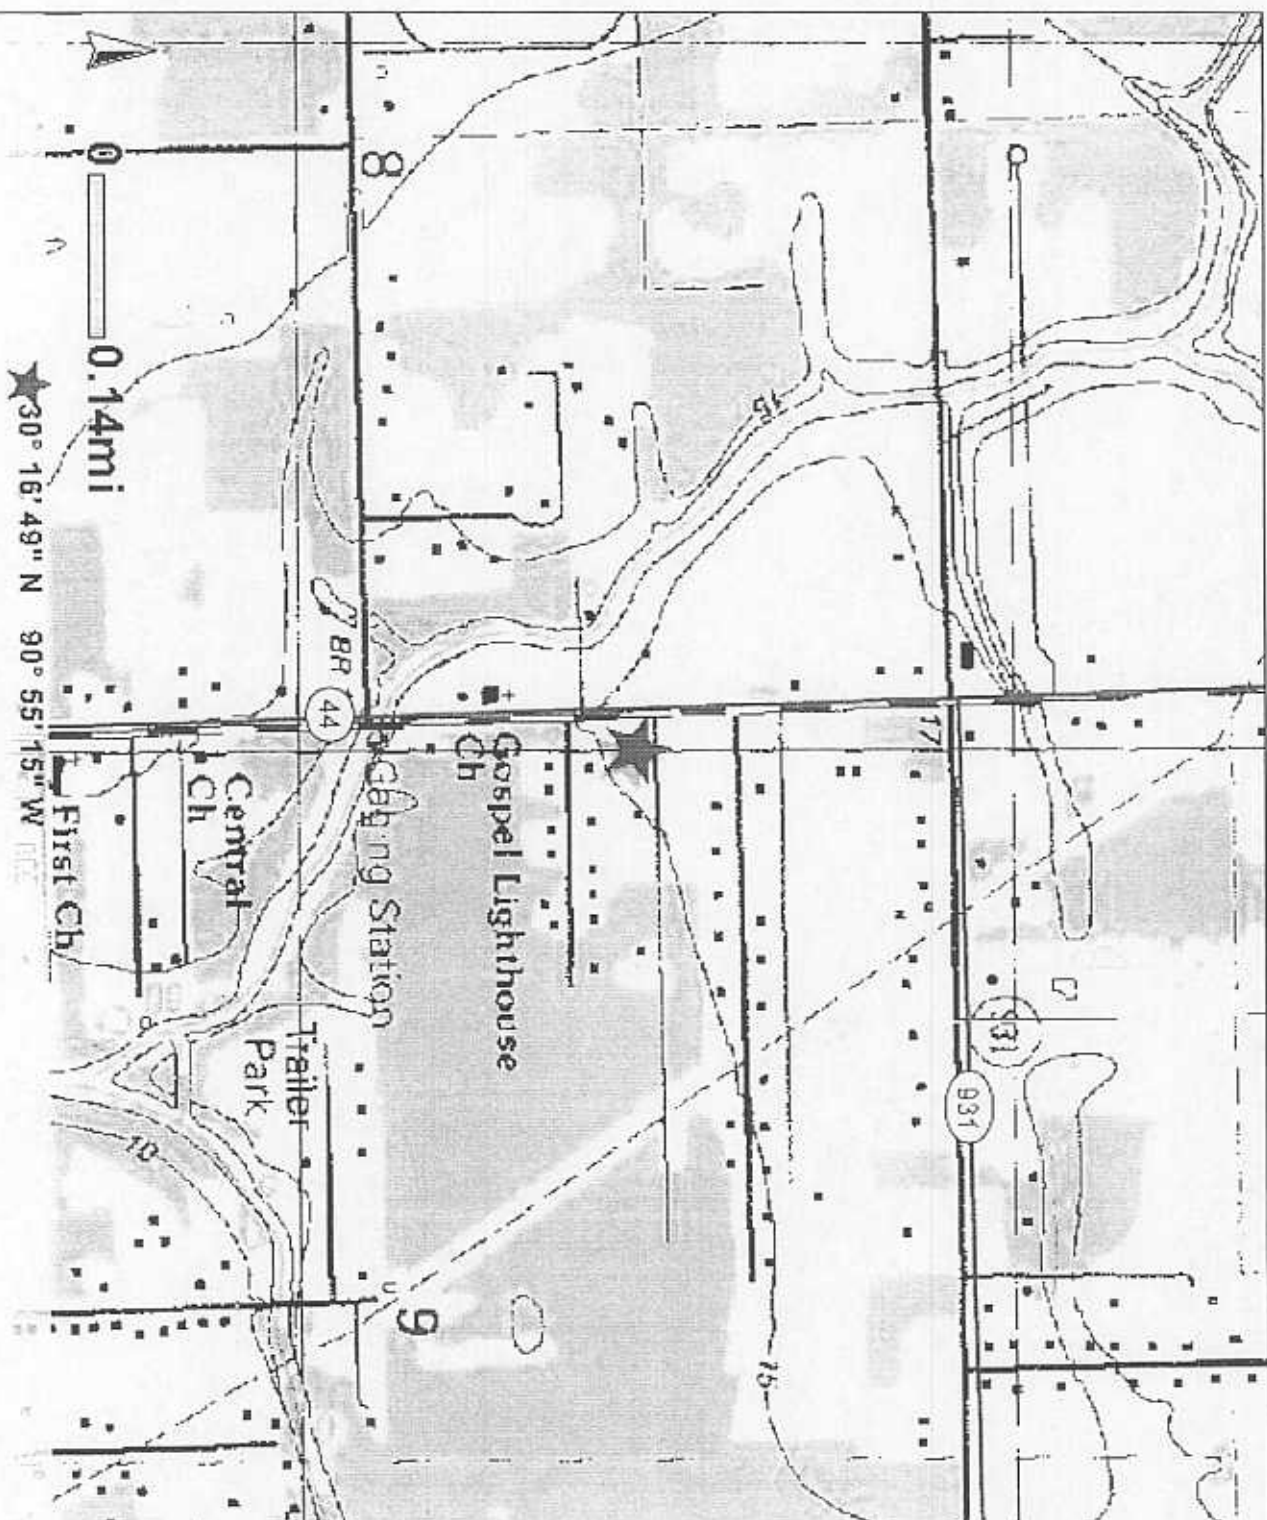 8
0
0.14mi
30° 16' 49" N 90° 55' 15" W
15
BR
44
17
Gaging Station
Gospel Lighthouse
Ch
Central
Ch
First Ch
931
931
Trailer
Park
10
9
15